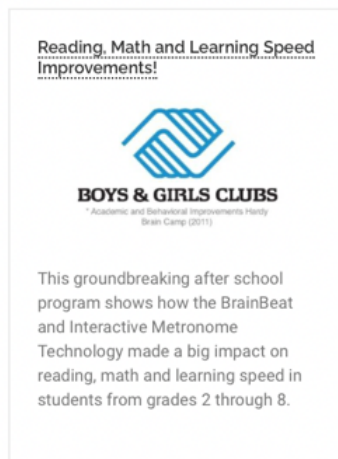 Reading, Math and Learning Speed
Improvements!
BOYS & GIRLS CLUBS
* Academic and Behavioral Improvements Hardy
Brain Camp (2011)
This groundbreaking after school
program shows how the BrainBeat
and Interactive Metronome
Technology made a big impact on
reading, math and learning speed in
students from grades 2 through 8.